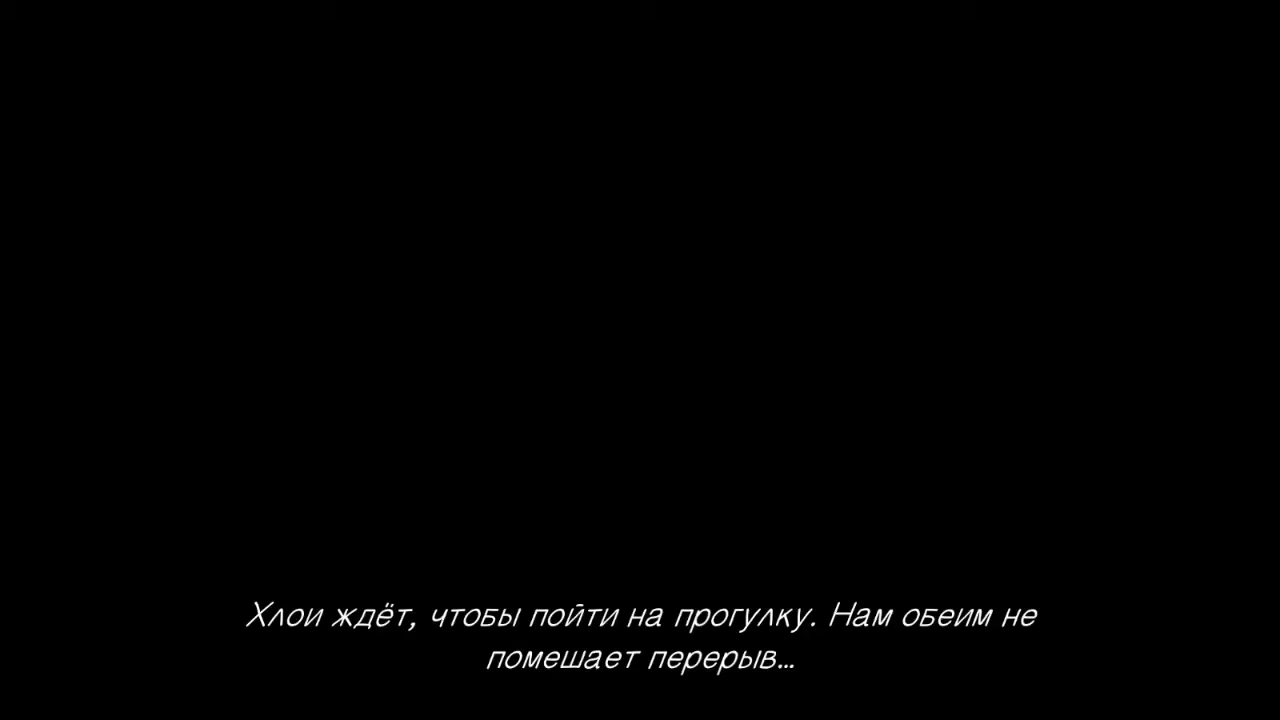 Хлои ждёт, чтобы пойти на прогулку. Нам обеим не
помешает перерыв...